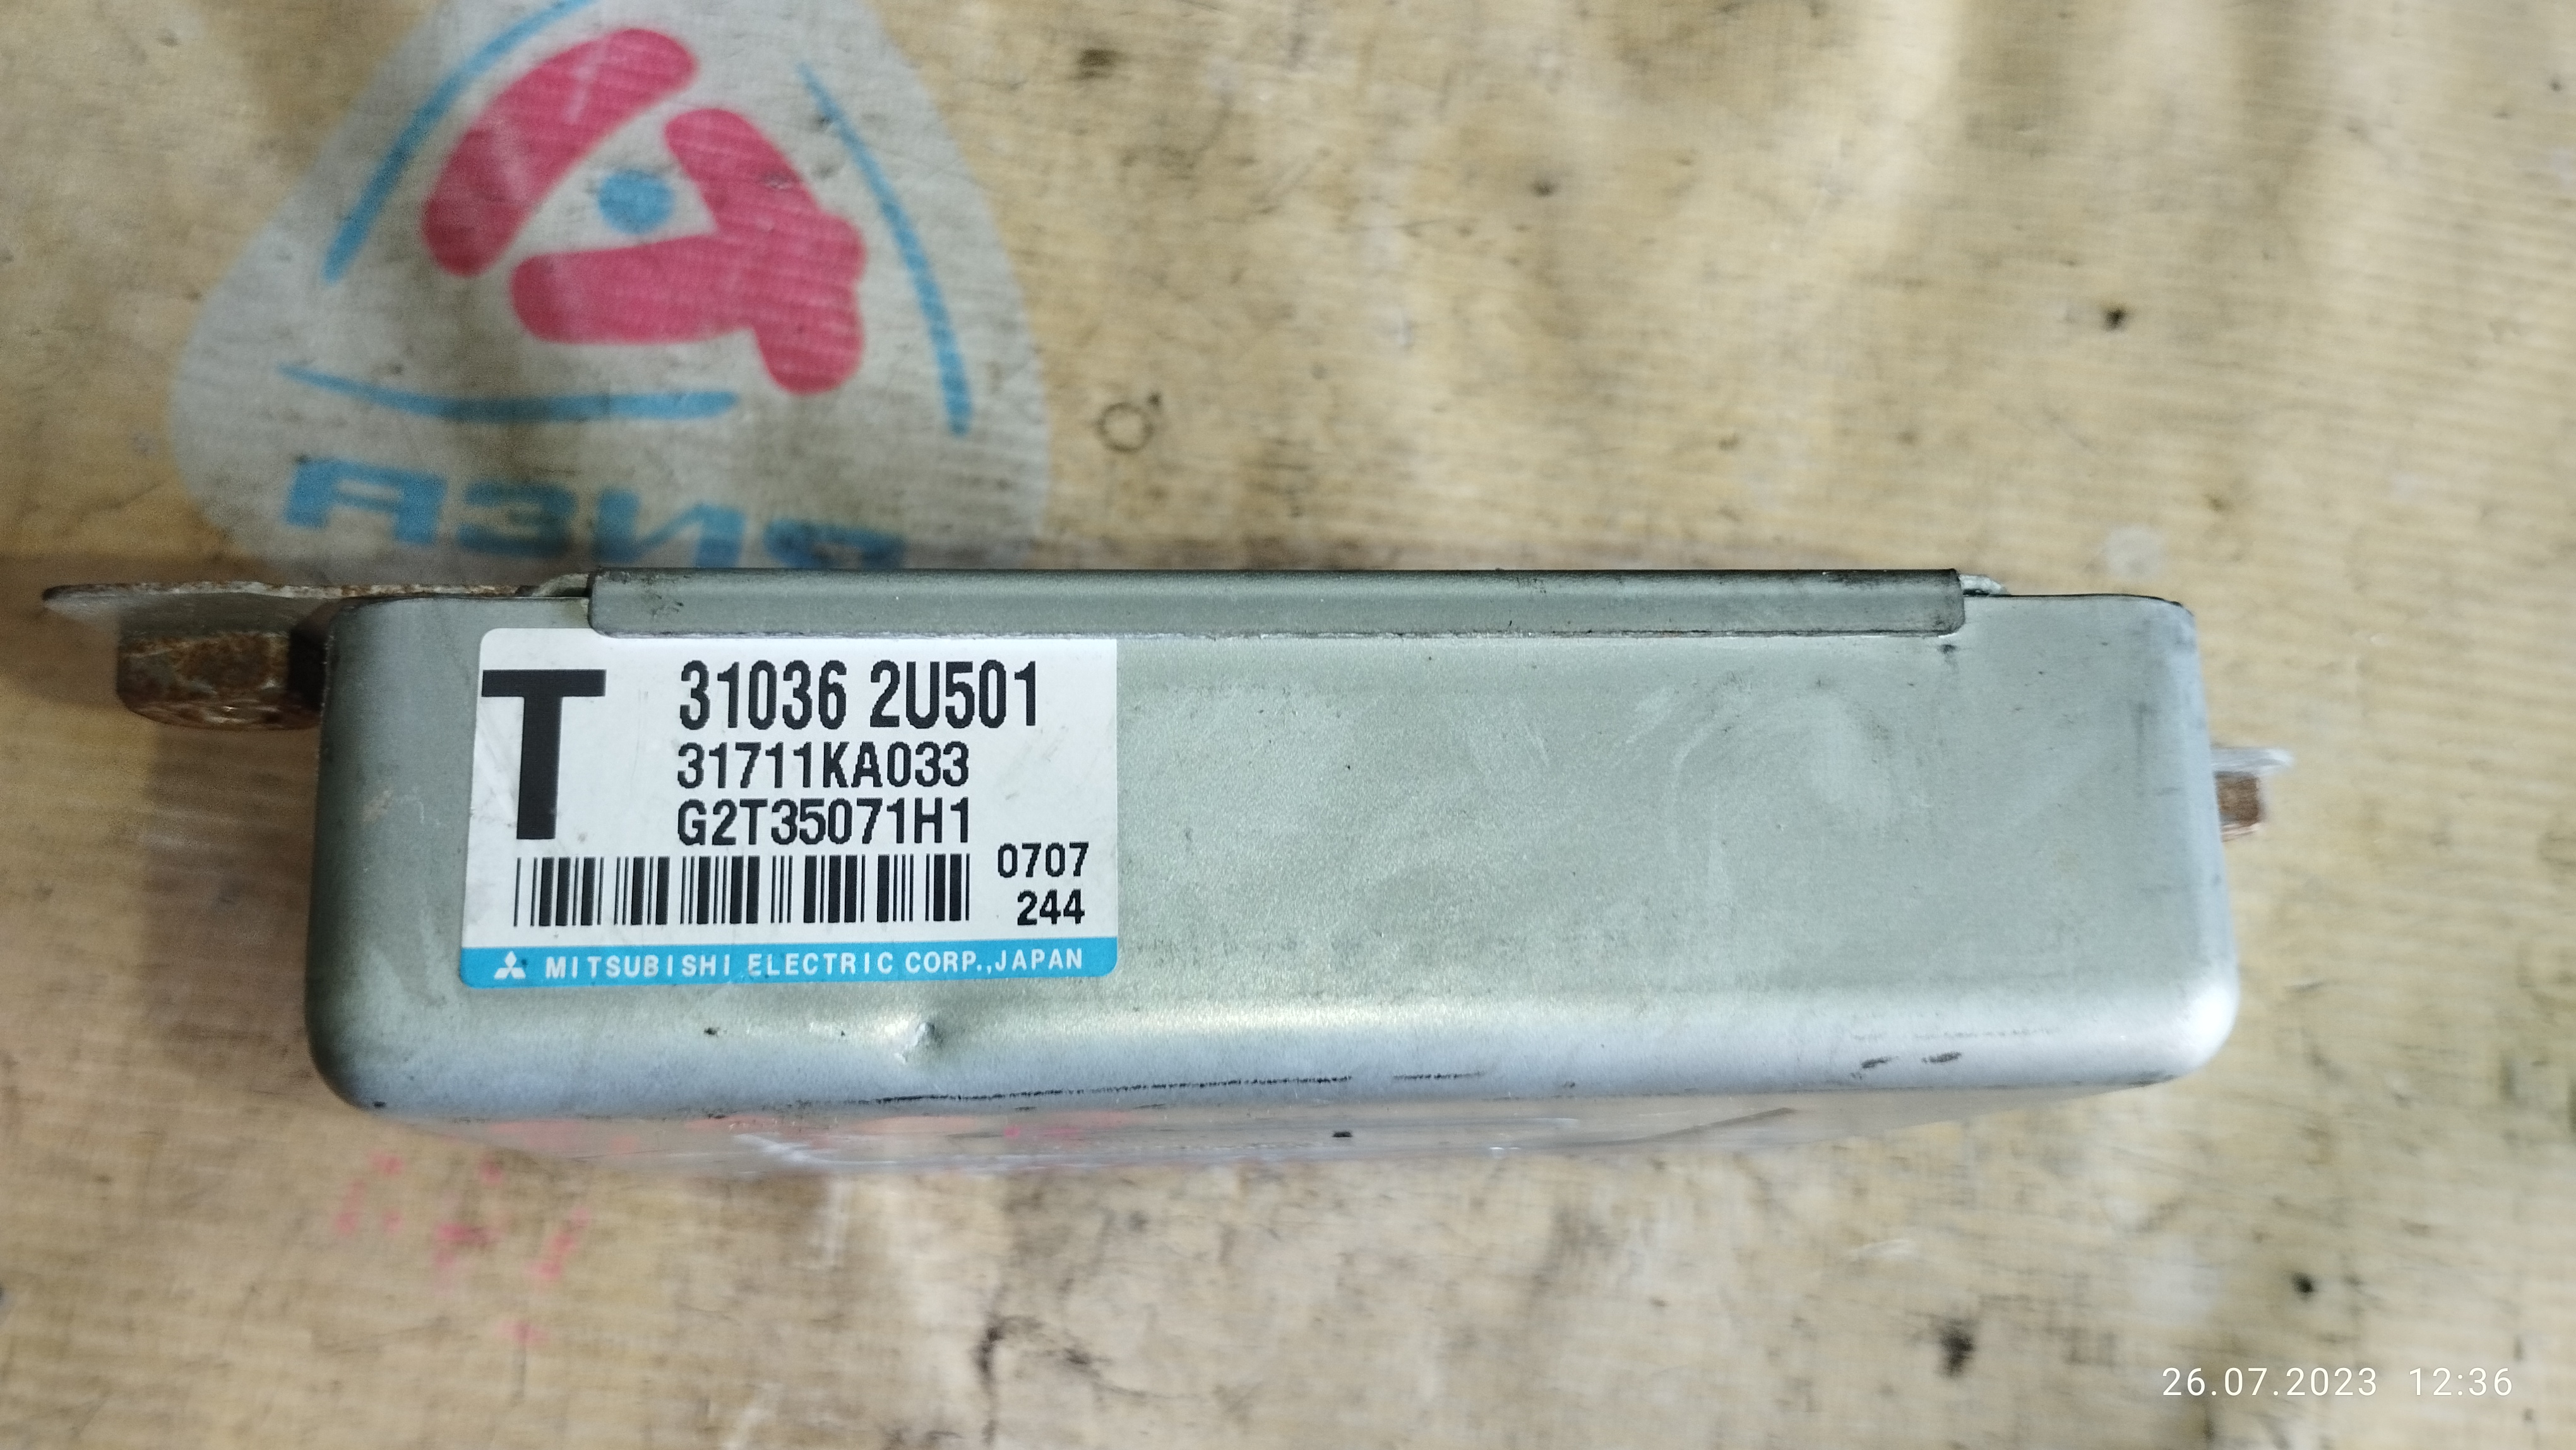 АЗИЯ
T
31036 2U501
31711KA033
G2T35071H1
0707
244
MITSUBISHI ELECTRIC CORP.,JAPAN
26.07.2023 12:36